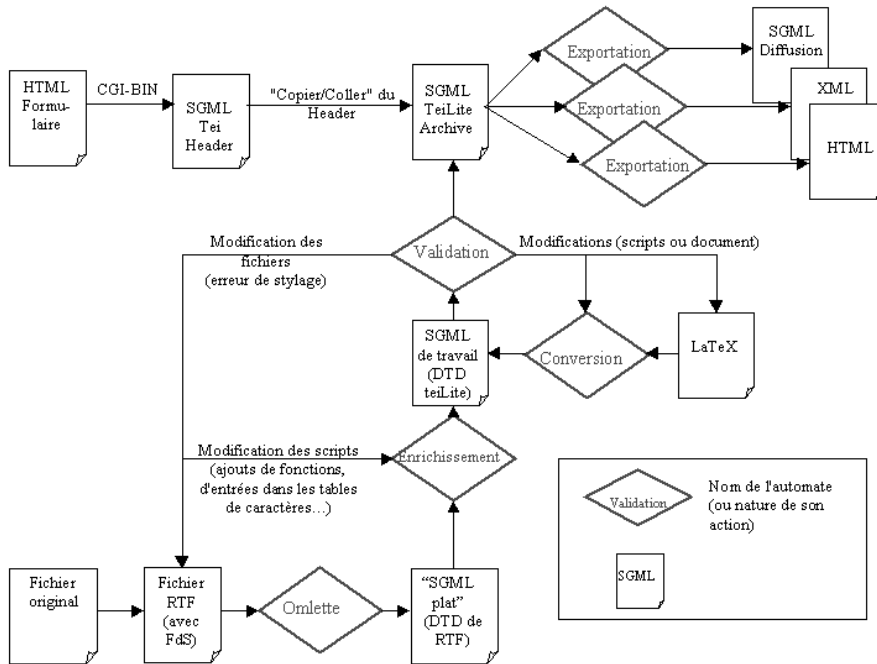 HTML
Formu-
laire
CGI-BIN
SGML
Tei
Header
"Copier/Coller" du
Header
SGML
TeiLite
Archive
Exportation
Exportation
Exportation
SGML
Diffusion
XML
HTML
Modification des
fichiers
(erreur de stylage)
Validation
Modifications (scripts ou document)
SGML
de travail
(DTD
teiLite)
Conversion
LaTeX
Modification des scripts
(ajouts de fonctions,
d'entrées dans les tables
de caractères...)
Enrichissement
Fichier
original
Fichier
RTF
(avec
FdS)
Omlette
“SGML
plat”
(DTD de
RTF)
Validation
Nom de l'automate
(ou nature de son
action)
SGML